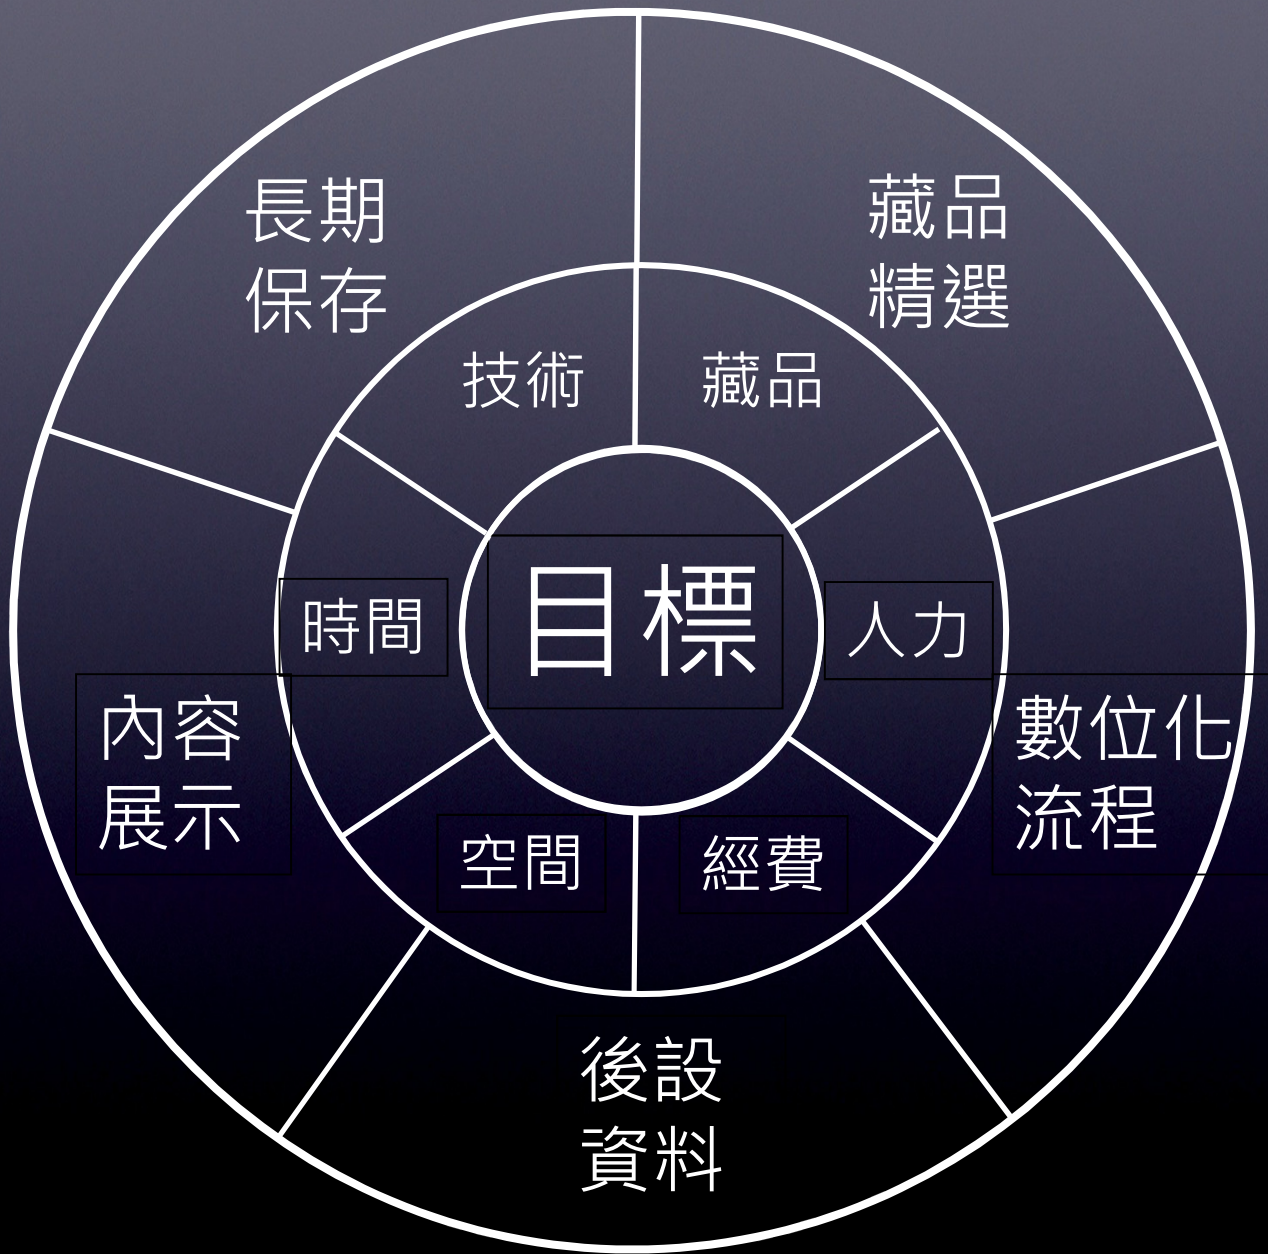 長期
保存
藏品
精選
技術
藏品
目標
時間
人力
內容
展示
數位化
流程
空間
經費
後設
資料